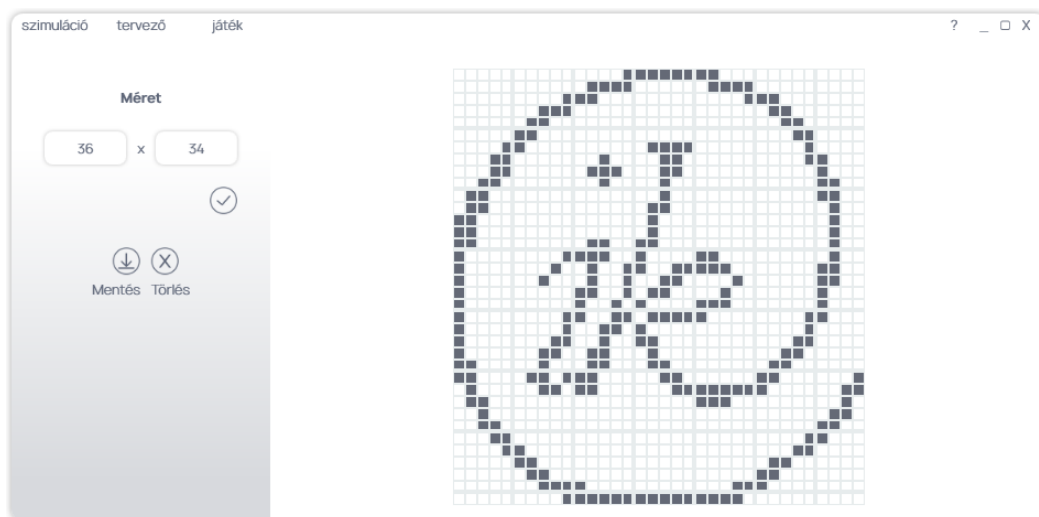 szimuláció tervező játék ? _ ▢ X
Méret
36 x 34
Mentés Törlés